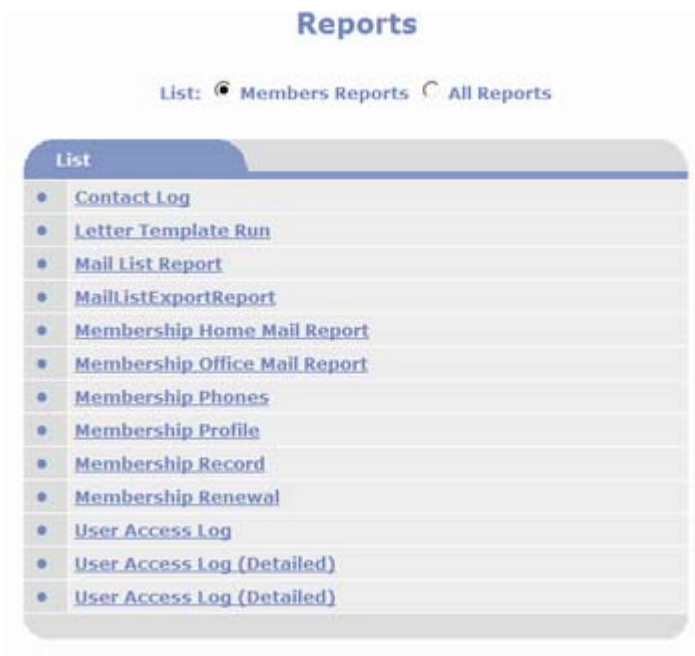 Reports
List: Members Reports All Reports
List
Contact Log
Letter Template Run
Mail List Report
MailListExportReport
Membership Home Mail Report
Membership Office Mail Report
Membership Phones
Membership Profile
Membership Record
Membership Renewal
User Access Log
User Access Log (Detailed)
User Access Log (Detailed)